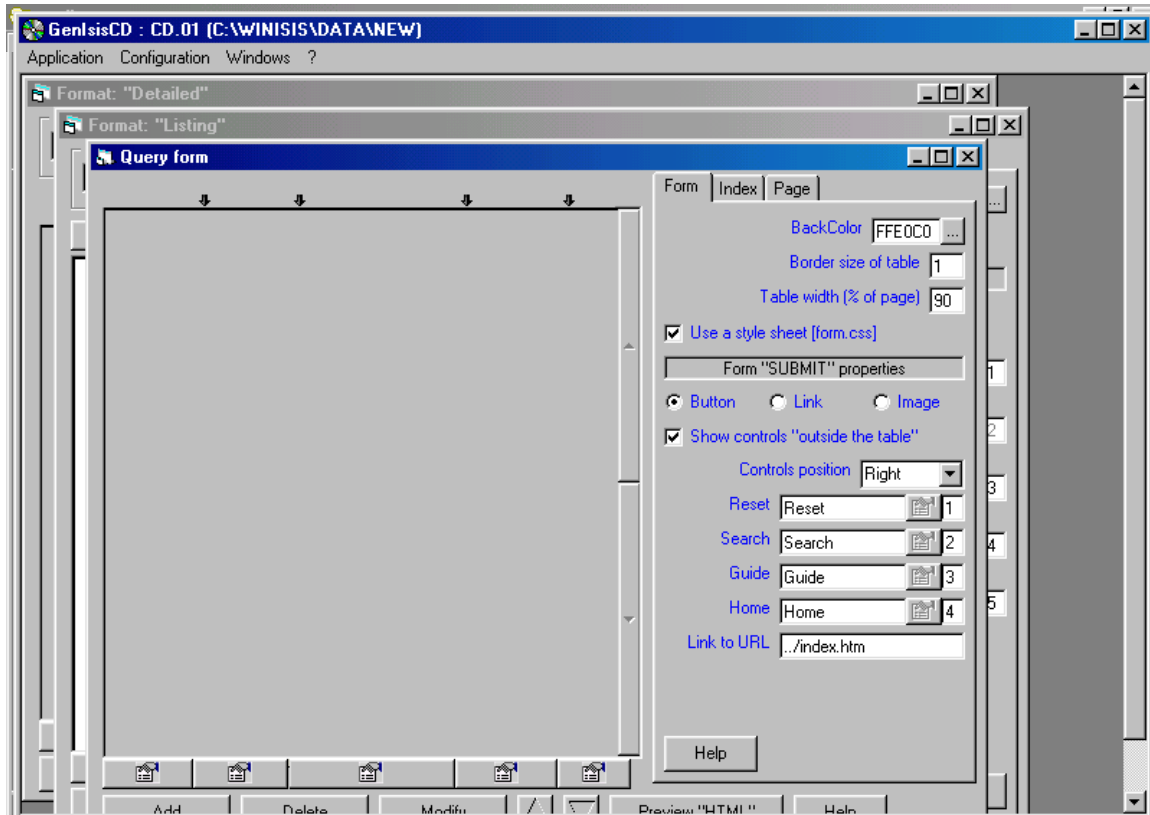 GenIsisCD : CD.01 (C:\WINISIS\DATA\NEW)
Application Configuration Windows ?
Format: "Detailed"
Format: "Listing"
Query form
Form Index Page
BackColor FFE0C0 ...
...
Border size of table 1
Table width (% of page) 90
Use a style sheet [form.css]
Form "SUBMIT" properties
1
Button Link Image
Show controls "outside the table"
2
Controls position Right
3
Reset Reset 1
Search Search 2
4
Guide Guide 3
Home Home 4
5
Link to URL ../index.htm
Help
Add Delete Modify Preview "HTML" Help